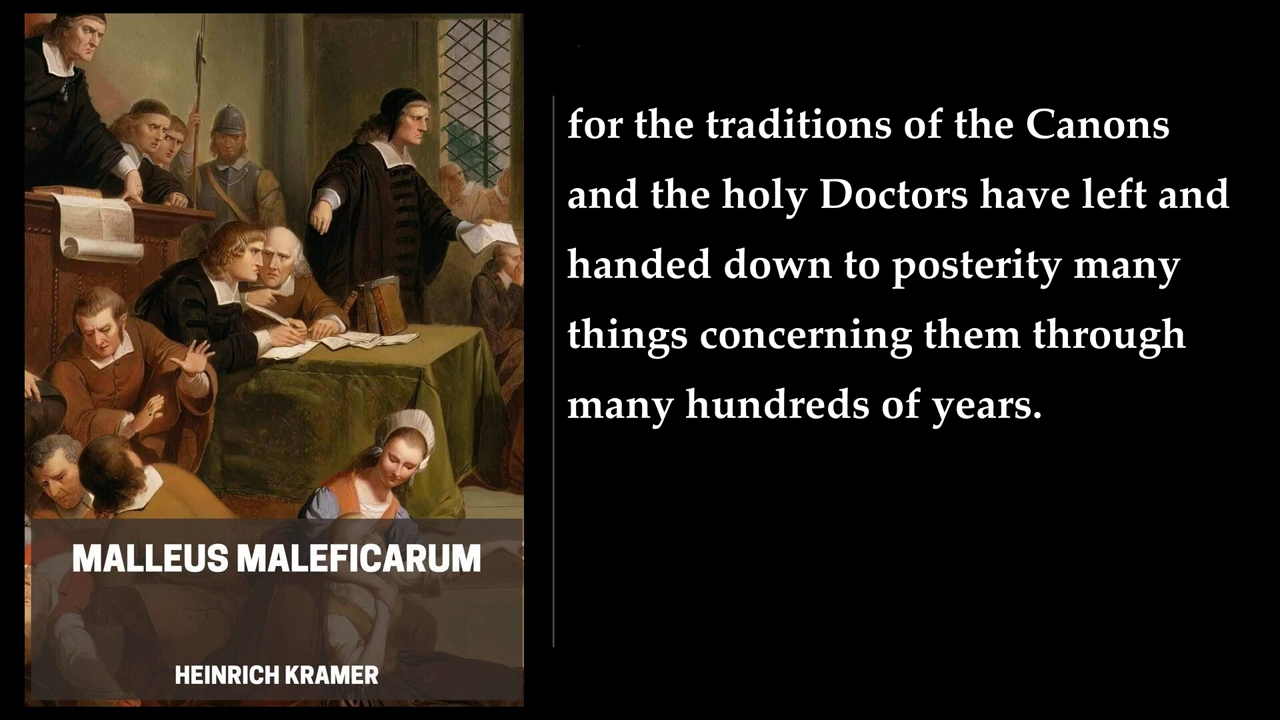 MALLEUS MALEFICARUM
HEINRICH KRAMER
for the traditions of the Canons
and the holy Doctors have left and
handed down to posterity many
things concerning them through
many hundreds of years.